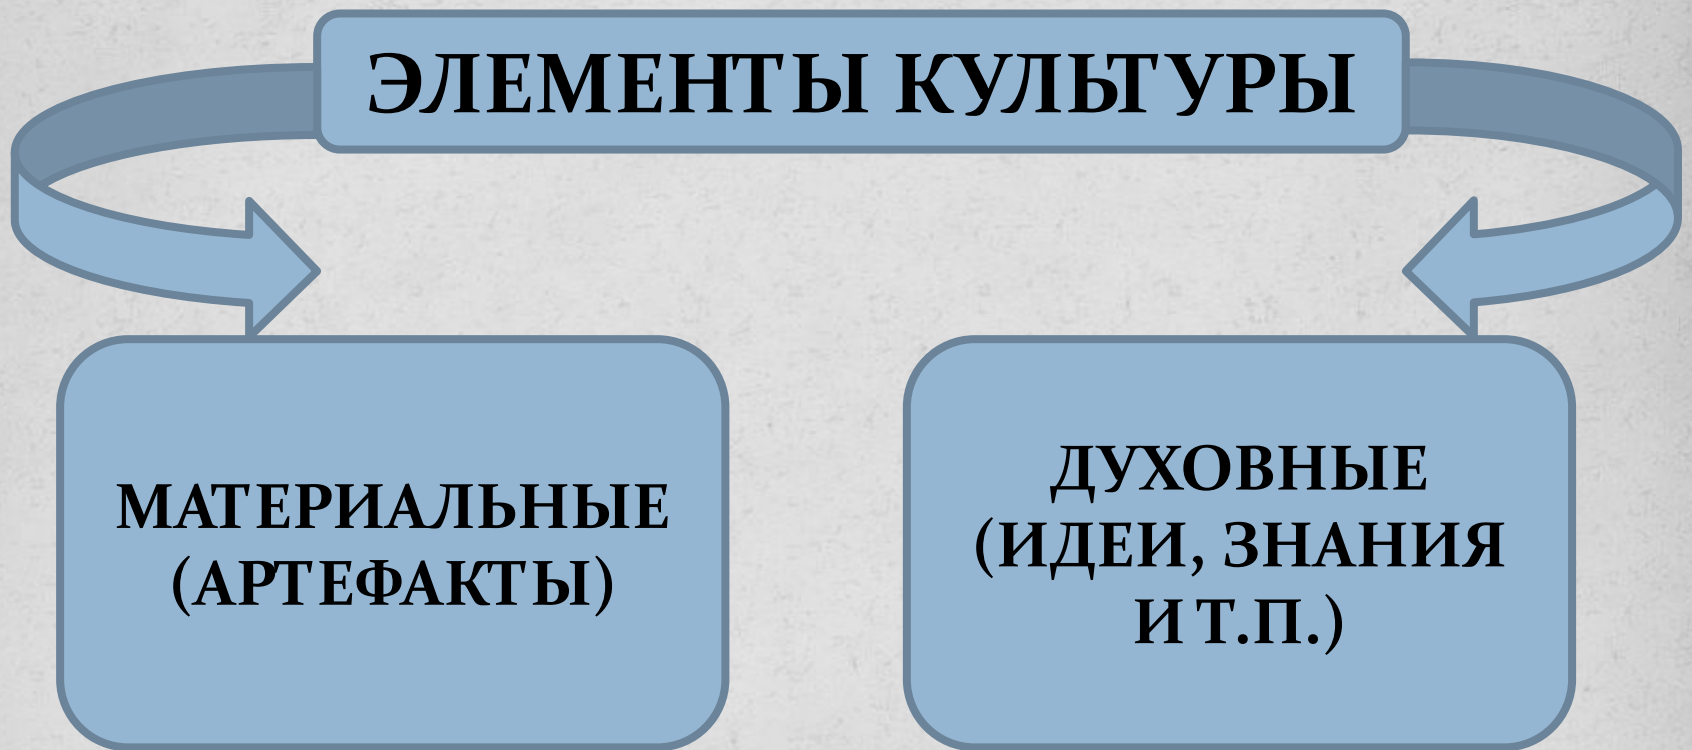 ЭЛЕМЕНТЫ КУЛЬТУРЫ
МАТЕРИАЛЬНЫЕ
(АРТЕФАКТЫ)
ДУХОВНЫЕ
(ИДЕИ, ЗНАНИЯ
И Т.П.)